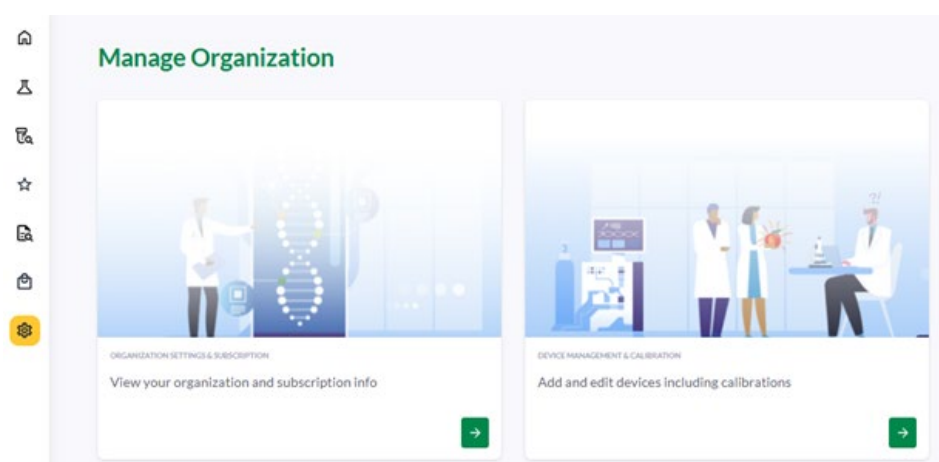 Manage Organization
?!
ORGANIZATION SETTINGS & SUBSCRIPTION
View your organization and subscription info
DEVICE MANAGEMENT & CALIBRATION
Add and edit devices including calibrations